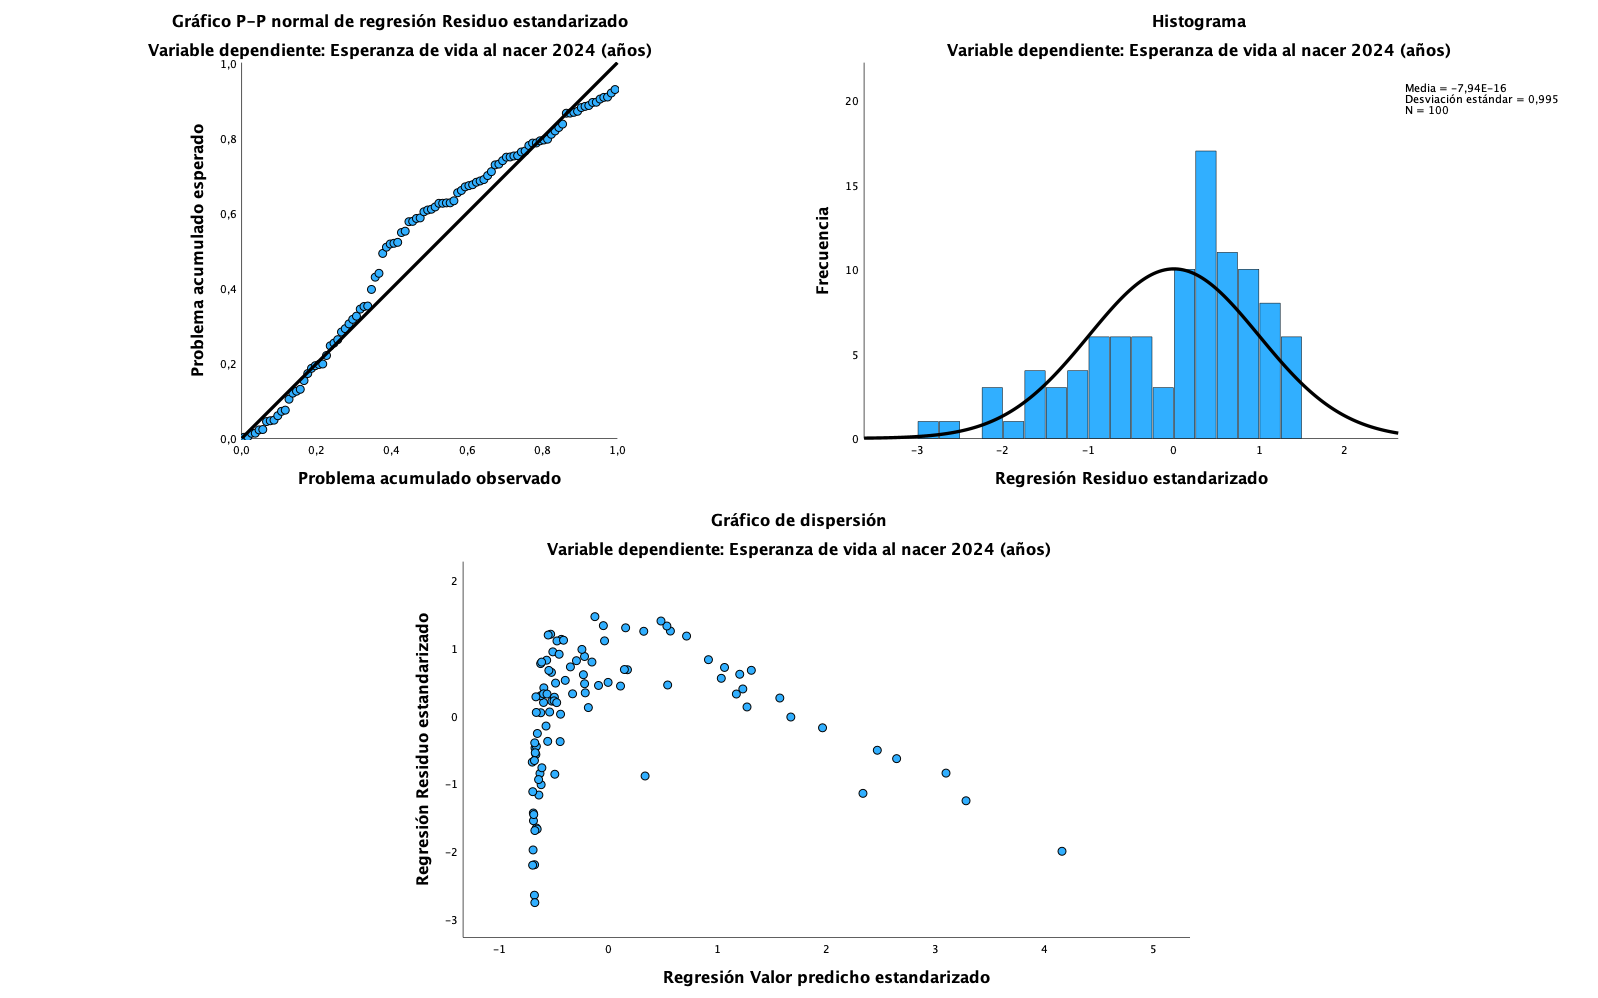 Gráfico P-P normal de regresión Residuo estandarizado
Variable dependiente: Esperanza de vida al nacer 2024 (años)
1,0
0,8
0,6
0,4
0,2
0,0
0,0 0,2 0,4 0,6 0,8 1,0
Problema acumulado esperado
Problema acumulado observado
Histograma
Variable dependiente: Esperanza de vida al nacer 2024 (años)
Media = -7,94E-16
Desviación estándar = 0,995
N = 100
20
15
10
5
0
-3 -2 -1 0 1 2
Frecuencia
Regresión Residuo estandarizado
Gráfico de dispersión
Variable dependiente: Esperanza de vida al nacer 2024 (años)
2
1
0
-1
-2
-3
-1 0 1 2 3 4 5
Regresión Residuo estandarizado
Regresión Valor predicho estandarizado